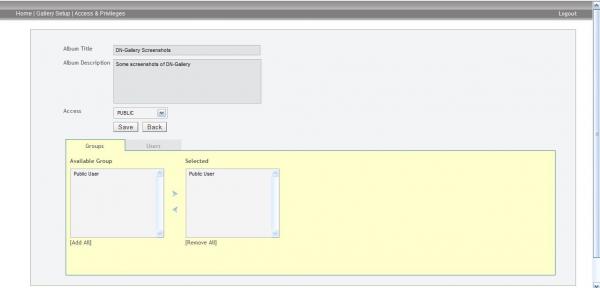 Home | Gallery Setup | Access & Privileges Logout
Album Title DN-Gallery Screenshots
Album Description Some screenshots of DN-Gallery
Access PUBLIC
Save Back
Groups Users
Available Group Selected
Public User Public User
[Add All] [Remove All]